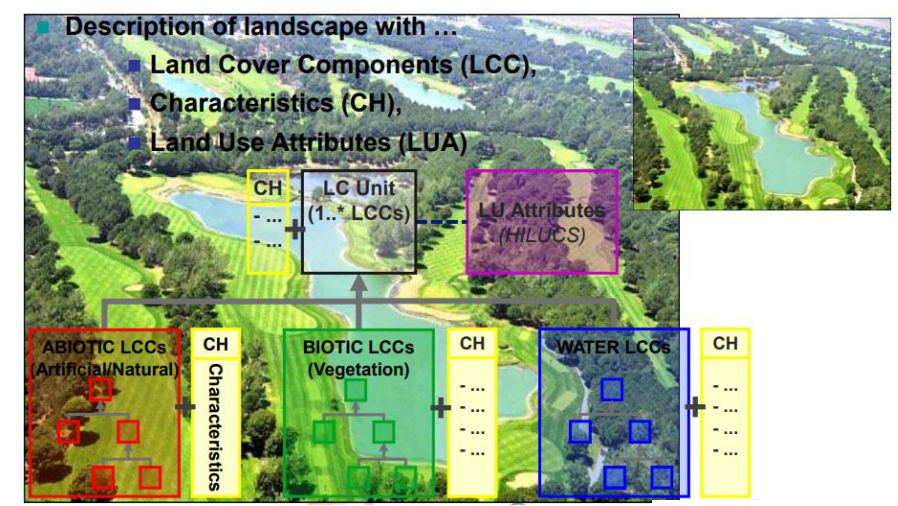 Description of landscape with …
Land Cover Components (LCC),
Characteristics (CH),
Land Use Attributes (LUA)
CH
- ...
- ...
+
LC Unit
(1..* LCCs)
LU Attributes
(HILUCS)
ABIOTIC LCCs
(Artificial/Natural)
+
CH
Characteristics
BIOTIC LCCs
(Vegetation)
+
CH
- ...
- ...
- ...
- ...
WATER LCCs
+
CH
- ...
- ...
- ...
- ...